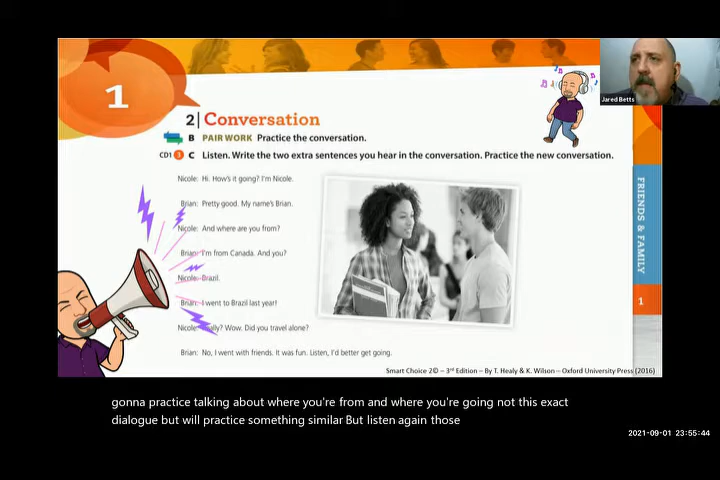 Jared Betts
1
2 Conversation
B PAIR WORK Practice the conversation.
CD1 3 C Listen. Write the two extra sentences you hear in the conversation. Practice the new conversation.
Nicole: Hi. How's it going? I'm Nicole.
Brian: Pretty good. My name's Brian.
Nicole: And where are you from?
Brian: I'm from Canada. And you?
Nicole: Brazil.
Brian: I went to Brazil last year!
Nicole: Wow. Did you travel alone?
Brian: No, I went with friends. It was fun. Listen, I'd better get going.
FRIENDS & FAMILY
1
Smart Choice 2© – 3rd Edition – By T. Healy & K. Wilson – Oxford University Press (2016)
gonna practice talking about where you're from and where you're going not this exact
dialogue but will practice something similar But listen again those
2021-09-01 23:55:44